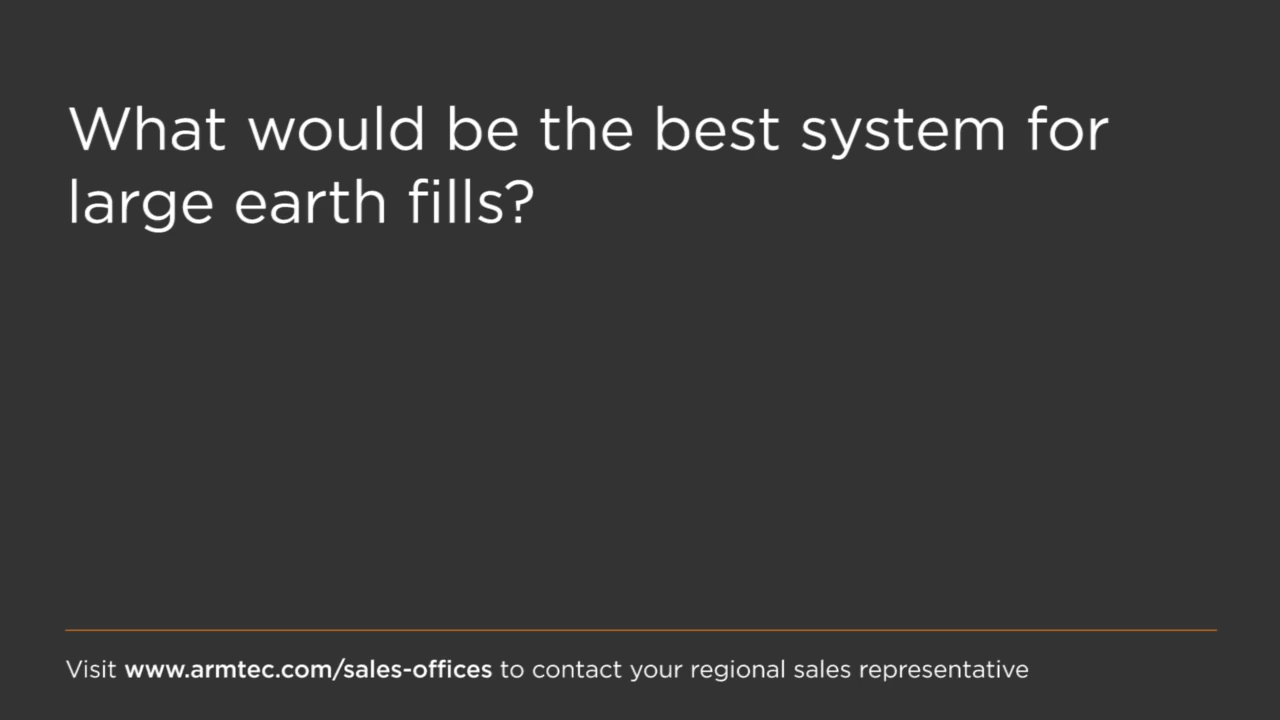 What would be the best system for
large earth fills?
Visit www.armtec.com/sales-offices to contact your regional sales representative